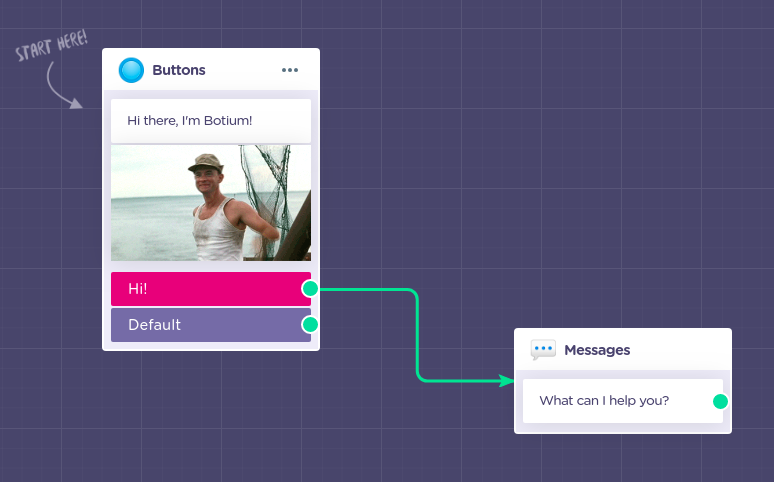 START HERE!
Buttons
Hi there, I'm Botium!
Hi!
Default
Messages
What can I help you?